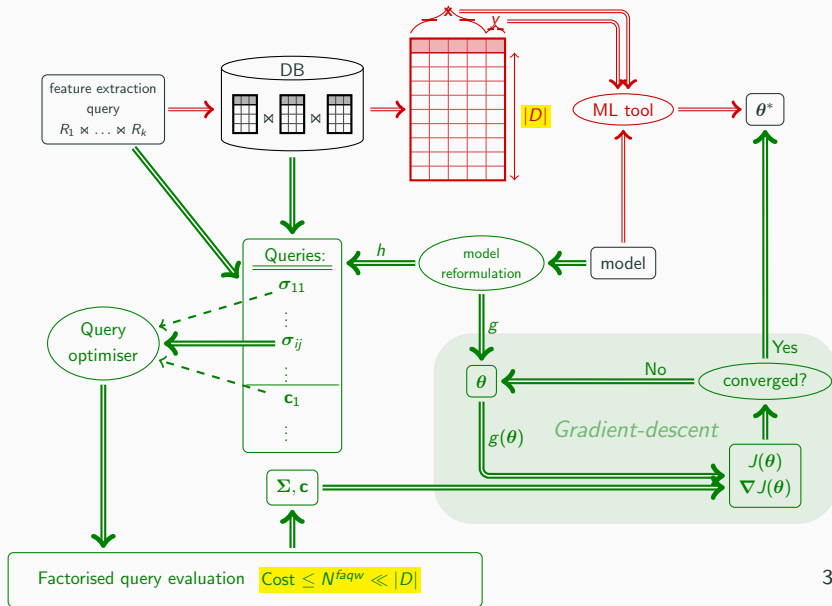 x
y
DB
feature extraction
query
R₁ ⋈ … ⋈ Rₖ
⋈ ⋈
|D|
ML tool
θ*
Queries:
σ₁₁
⋮
σᵢⱼ
⋮
c₁
⋮
h
model
reformulation
model
g
Query
optimiser
Yes
No
θ
converged?
g(θ)
Gradient-descent
J(θ)
∇J(θ)
Σ, c
Factorised query evaluation Cost ≤ N^faqw ≪ |D|
3